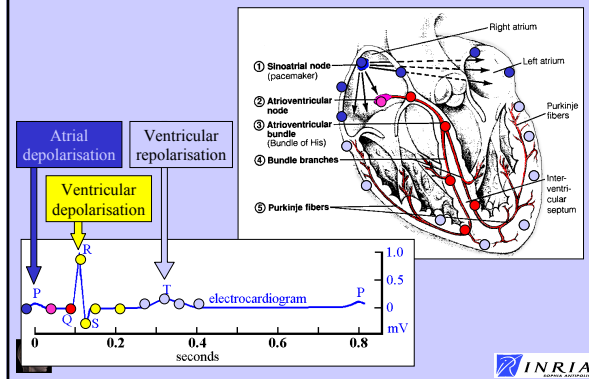 Right atrium
① Sinoatrial node
(pacemaker)
Left atrium
② Atrioventricular
node
Purkinje
fibers
③ Atrioventricular
bundle
(Bundle of His)
④ Bundle branches
Inter-
ventri-
cular
septum
⑤ Purkinje fibers
Atrial
depolarisation
Ventricular
repolarisation
Ventricular
depolarisation
R
1.0
0.5
P
T
electrocardiogram
P
0
Q
S
mV
0
0.2
0.4
0.6
0.8
seconds
INRIA
SOPHIA ANTIPOLIS